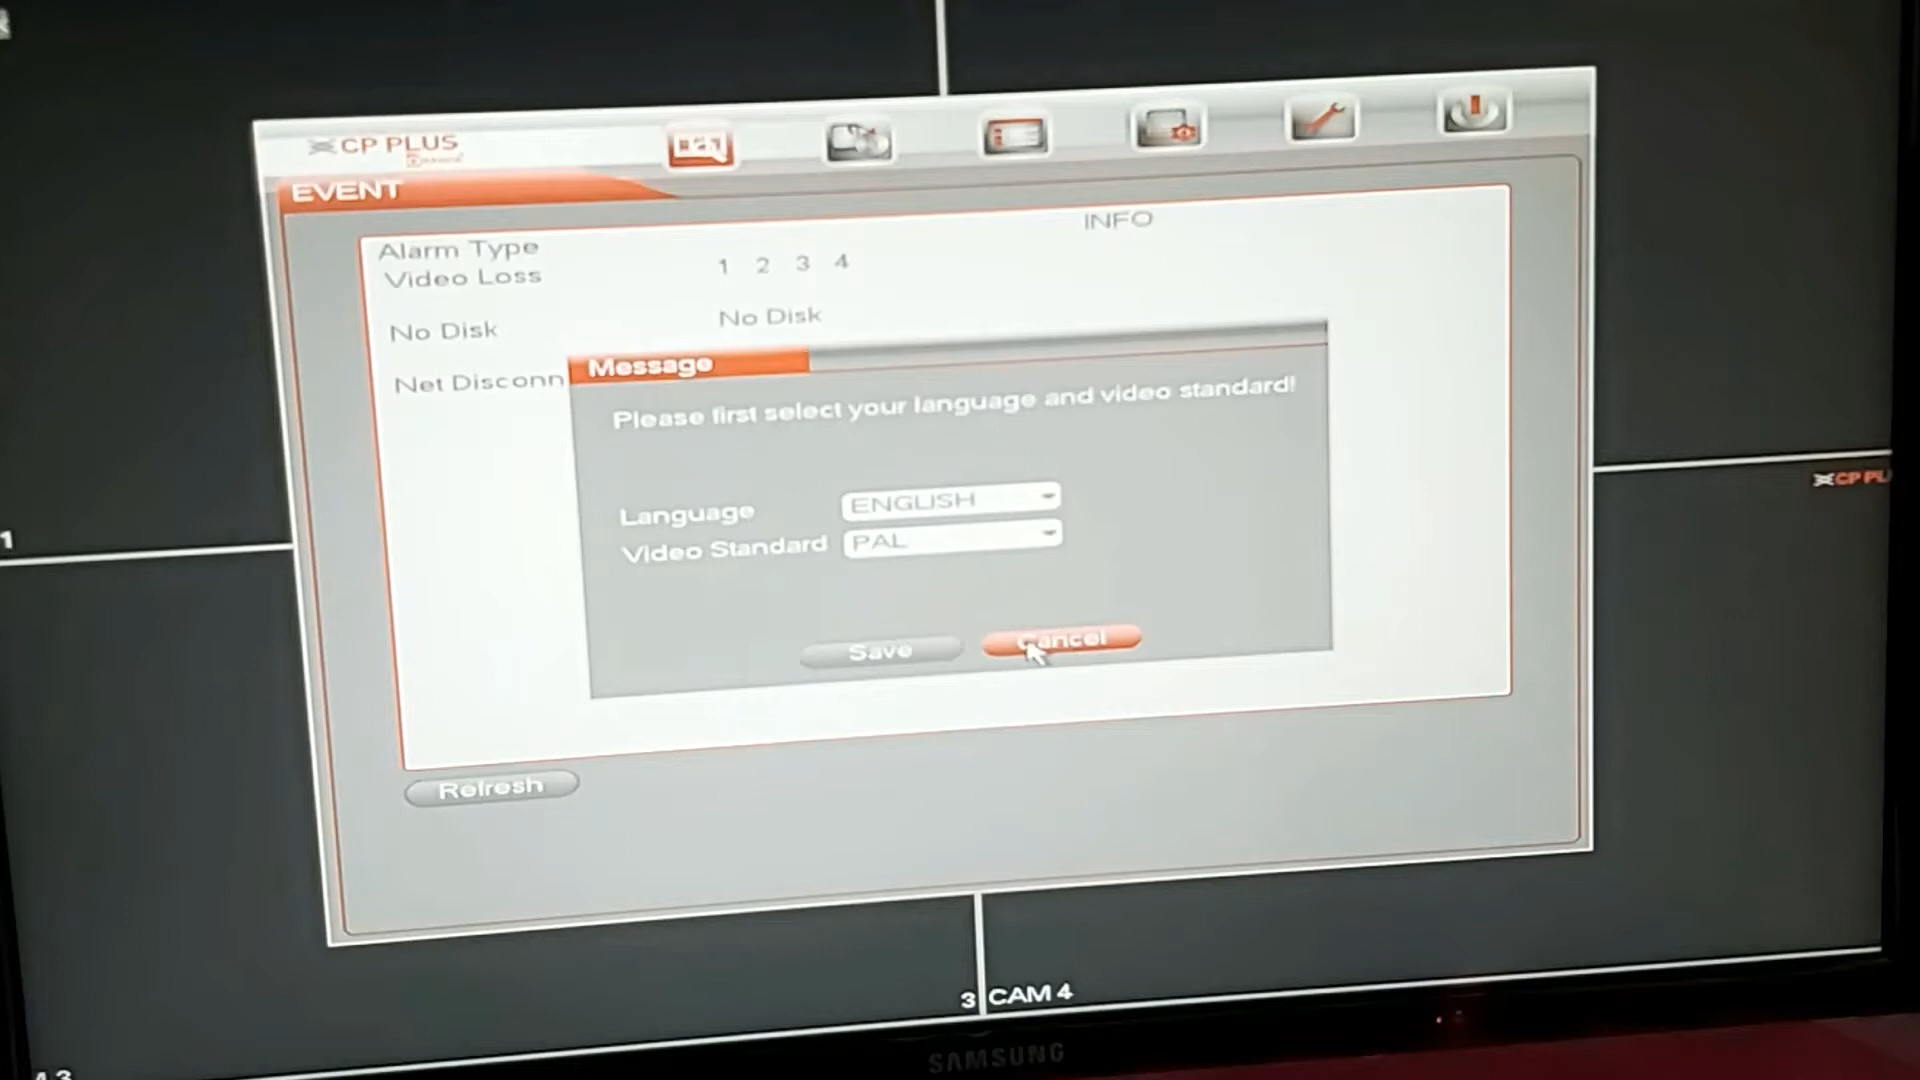 CP PLUS
EVENT
INFO
Alarm Type
Video Loss 1 2 3 4
No Disk No Disk
Net Disconn
Message
Please first select your language and video standard!
Language ENGLISH
Video Standard PAL
Save Cancel
Refresh
1
CP PL
3 CAM 4
3
SAMSUNG